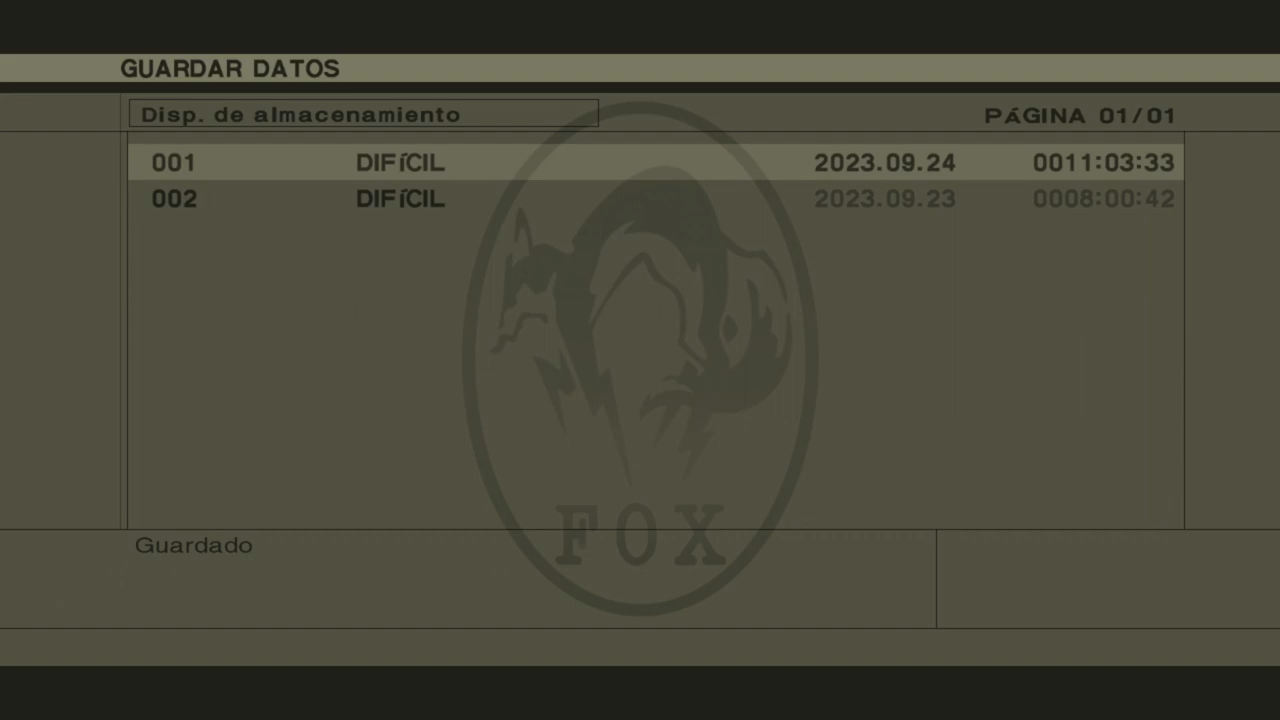 GUARDAR DATOS
Disp. de almacenamiento PÁGINA 01/01
001 DIFíCIL 2023.09.24 0011:03:33
002 DIFíCIL 2023.09.23 0008:00:42
FOX
Guardado